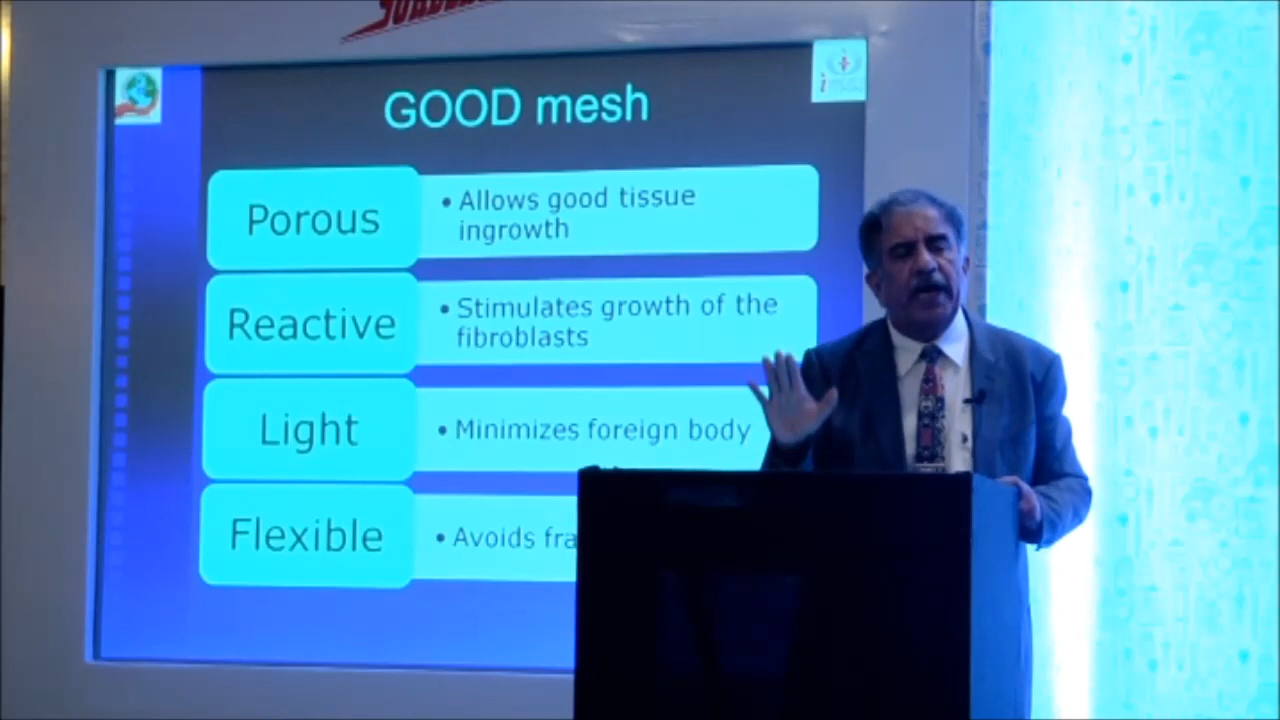 GOOD mesh
Porous
• Allows good tissue
ingrowth
Reactive
• Stimulates growth of the
fibroblasts
Light
• Minimizes foreign body
Flexible
• Avoids fra